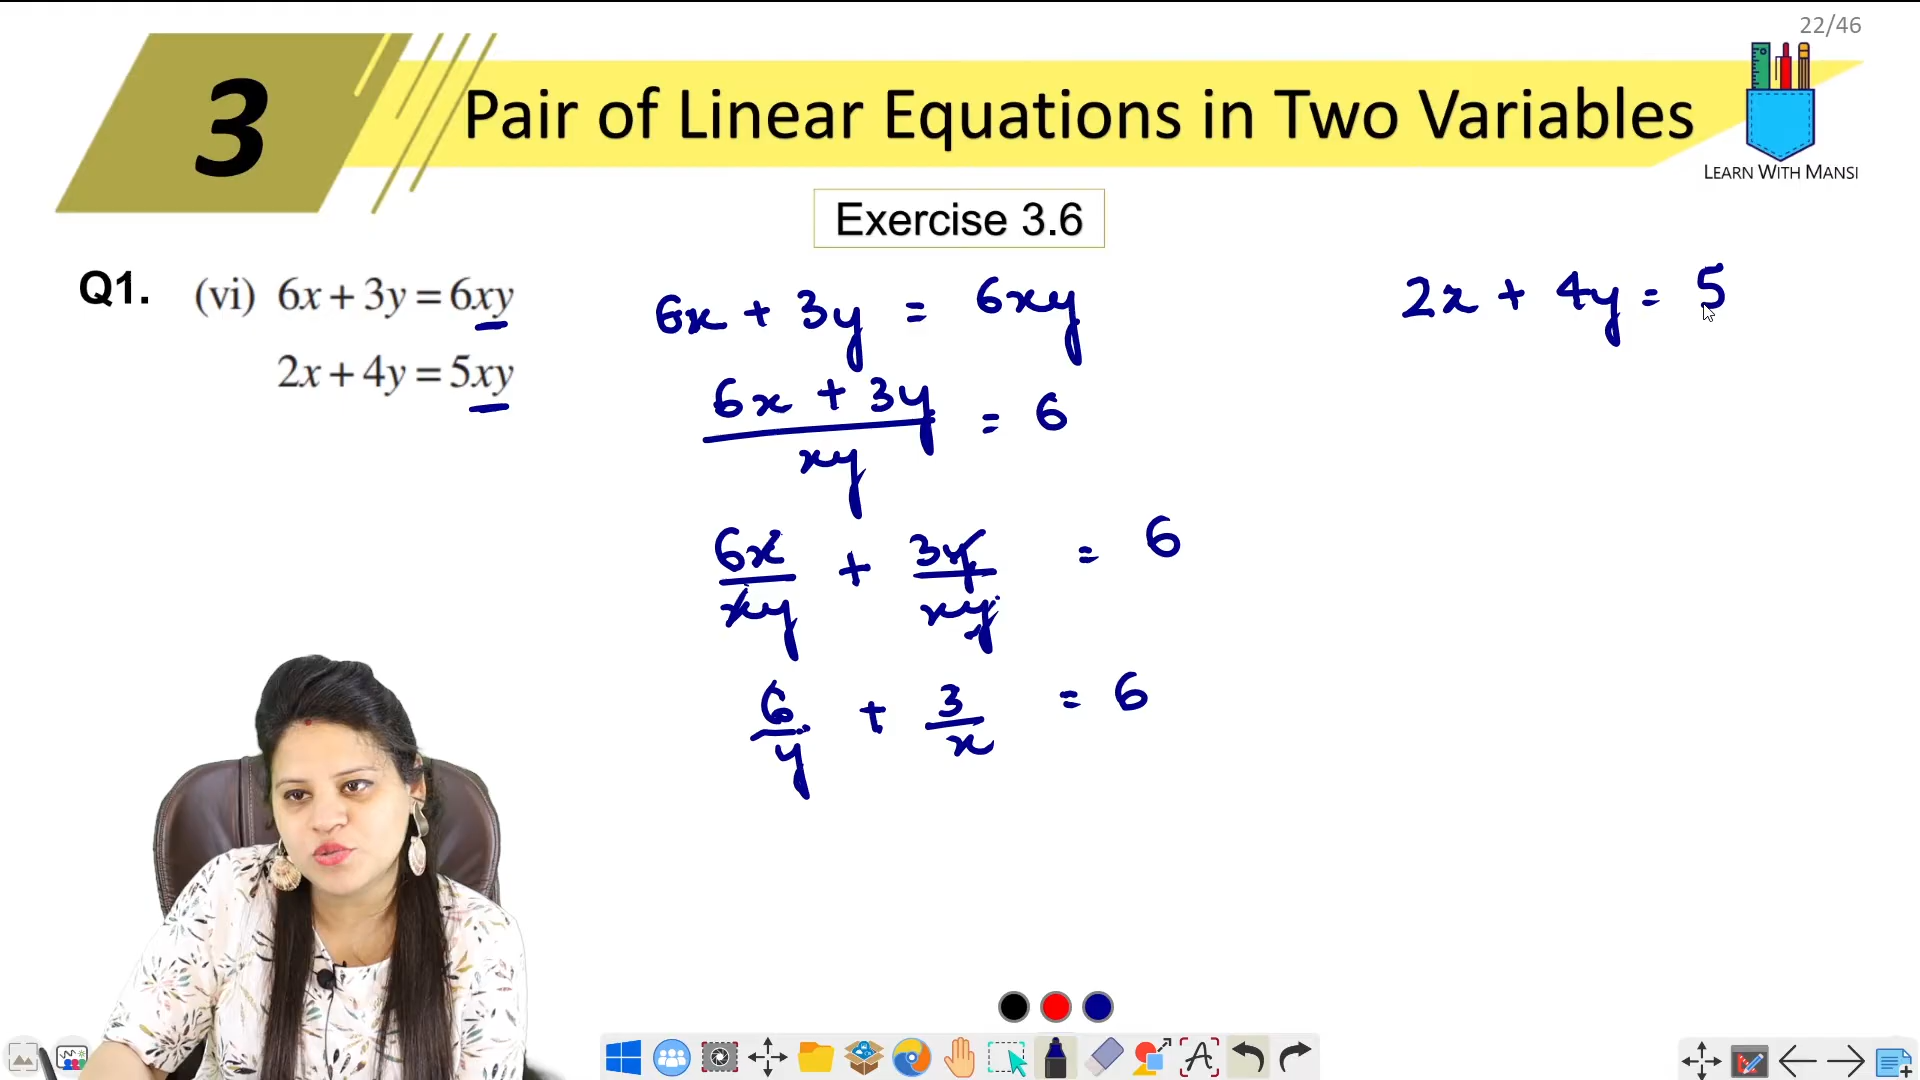 22/46
3
Pair of Linear Equations in Two Variables
LEARN WITH MANSI
Exercise 3.6
Q1. (vi) 6x + 3y = 6xy
2x + 4y = 5xy
6x + 3y = 6xy
6x + 3y / xy = 6
6x/xy + 3y/xy = 6
6/y + 3/x = 6
2x + 4y = 5